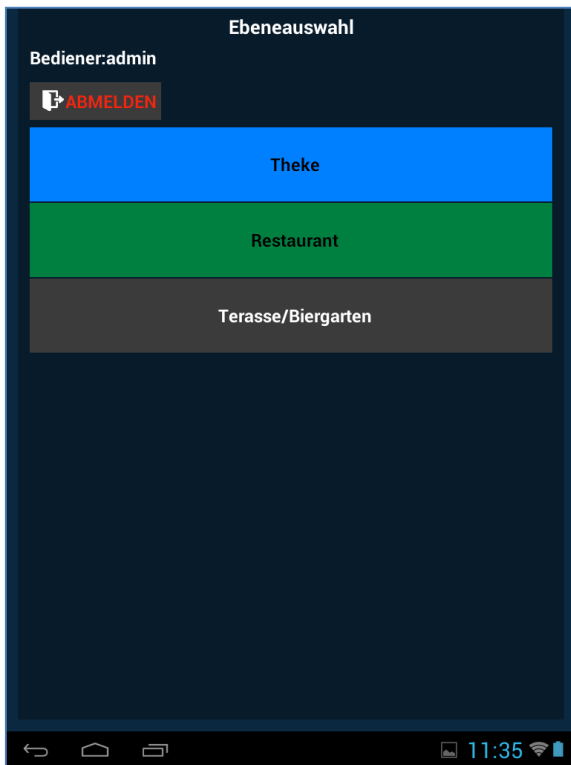 Ebeneauswahl
Bediener:admin
ABMELDEN
Theke
Restaurant
Terasse/Biergarten
11:35